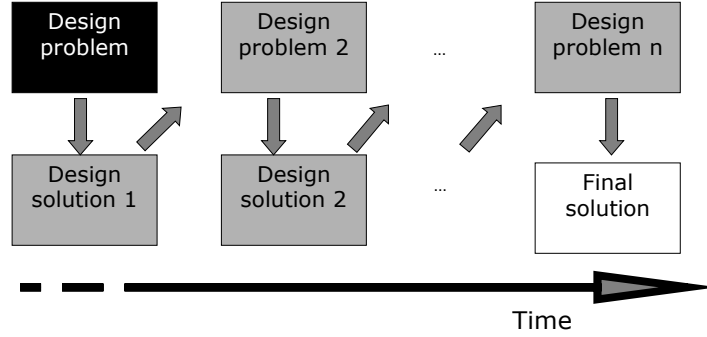 Design
problem
Design
problem 2
...
Design
problem n
Design
solution 1
Design
solution 2
...
Final
solution
Time